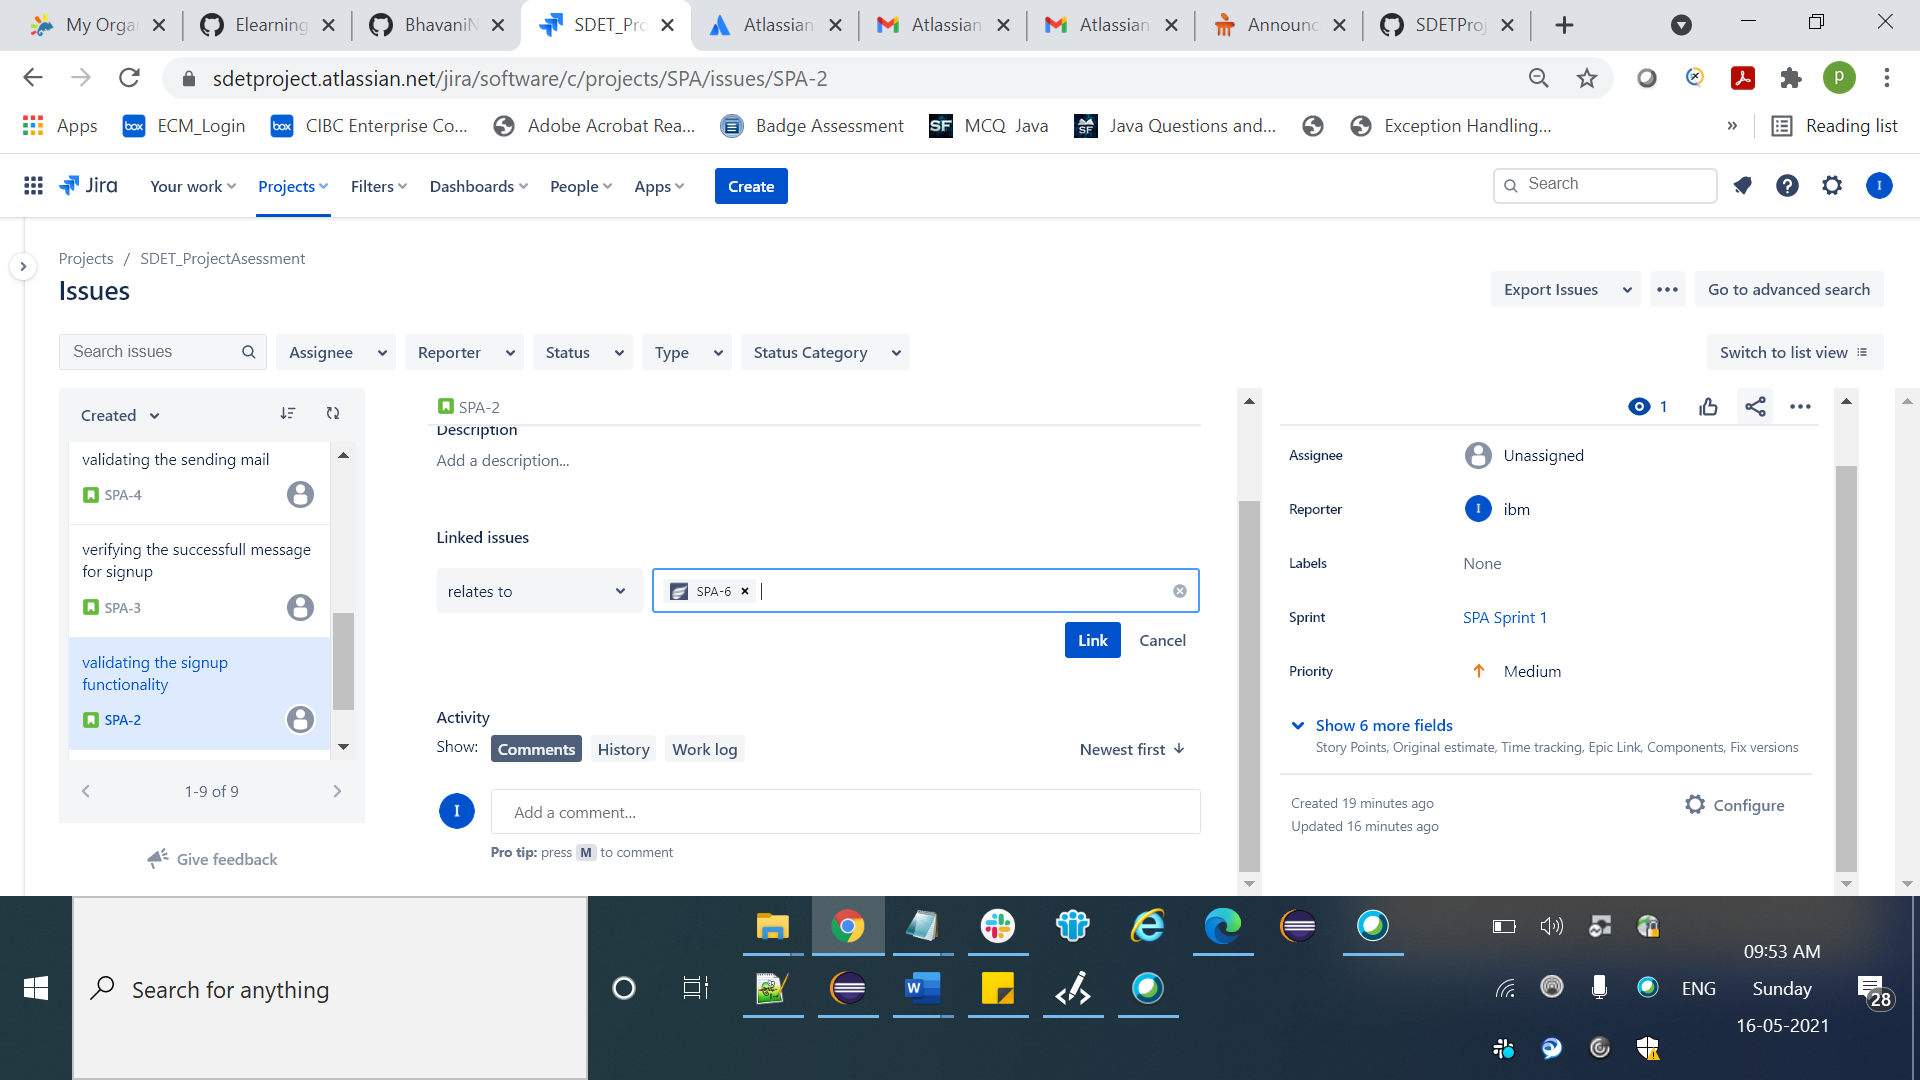 My Orgar
Elearning
BhavaniN
SDET_Pro
Atlassian
Atlassian
Atlassian
Announc
SDETProj
sdetproject.atlassian.net/jira/software/c/projects/SPA/issues/SPA-2
p
Apps
box ECM_Login
box CIBC Enterprise Co...
Adobe Acrobat Rea...
Badge Assessment
SF MCQ Java
SF Java Questions and...
Exception Handling...
»
Reading list
Jira
Your work
Projects
Filters
Dashboards
People
Apps
Create
Search
I
Projects / SDET_ProjectAsessment
Issues
Export Issues
Go to advanced search
Search issues
Assignee
Reporter
Status
Type
Status Category
Switch to list view
Created
validating the sending mail
SPA-4
verifying the successfull message
for signup
SPA-3
validating the signup
functionality
SPA-2
1-9 of 9
Give feedback
SPA-2
Description
Add a description...
Linked issues
relates to
SPA-6
Link
Cancel
Activity
Show: Comments History Work log
Newest first
I
Add a comment...
Pro tip: press M to comment
1
Assignee
Unassigned
Reporter
I ibm
Labels
None
Sprint
SPA Sprint 1
Priority
Medium
Show 6 more fields
Story Points, Original estimate, Time tracking, Epic Link, Components, Fix versions
Created 19 minutes ago
Updated 16 minutes ago
Configure
Search for anything
W
ENG
09:53 AM
Sunday
16-05-2021
28